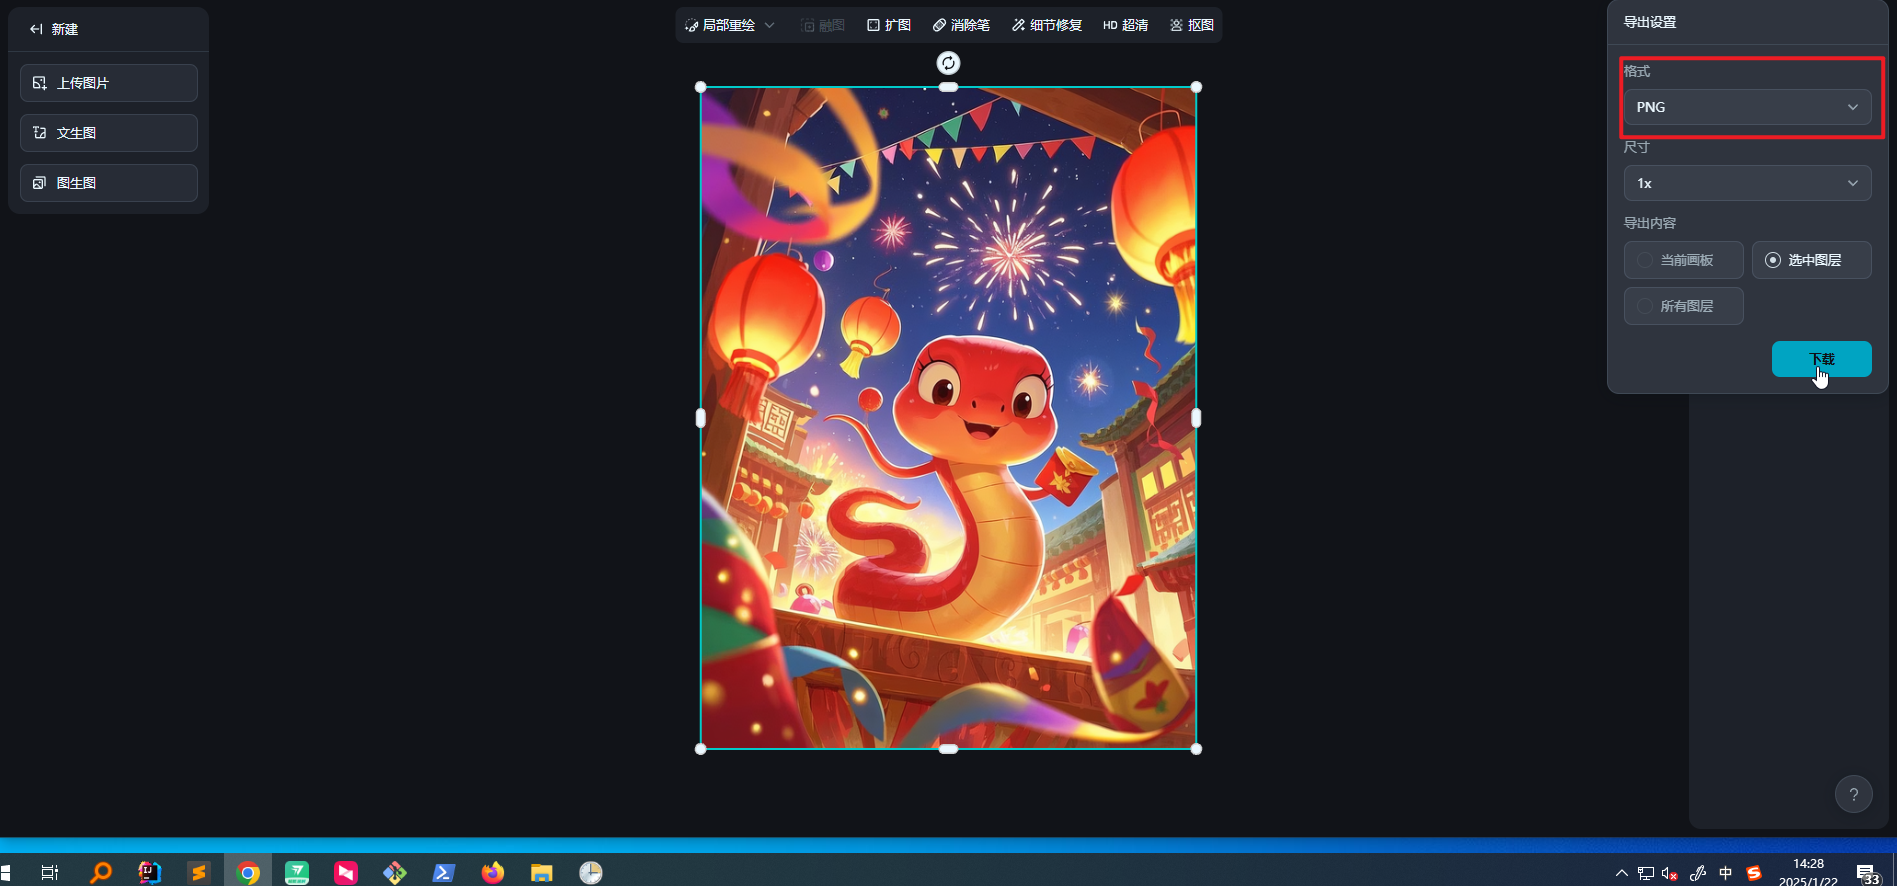 新建
上传图片
文生图
图生图
局部重绘
融图
扩图
消除笔
细节修复
HD 超清
抠图
导出设置
格式
PNG
尺寸
1x
导出内容
当前画板
选中图层
所有图层
下载
?
中
14:28
2025/1/22
33